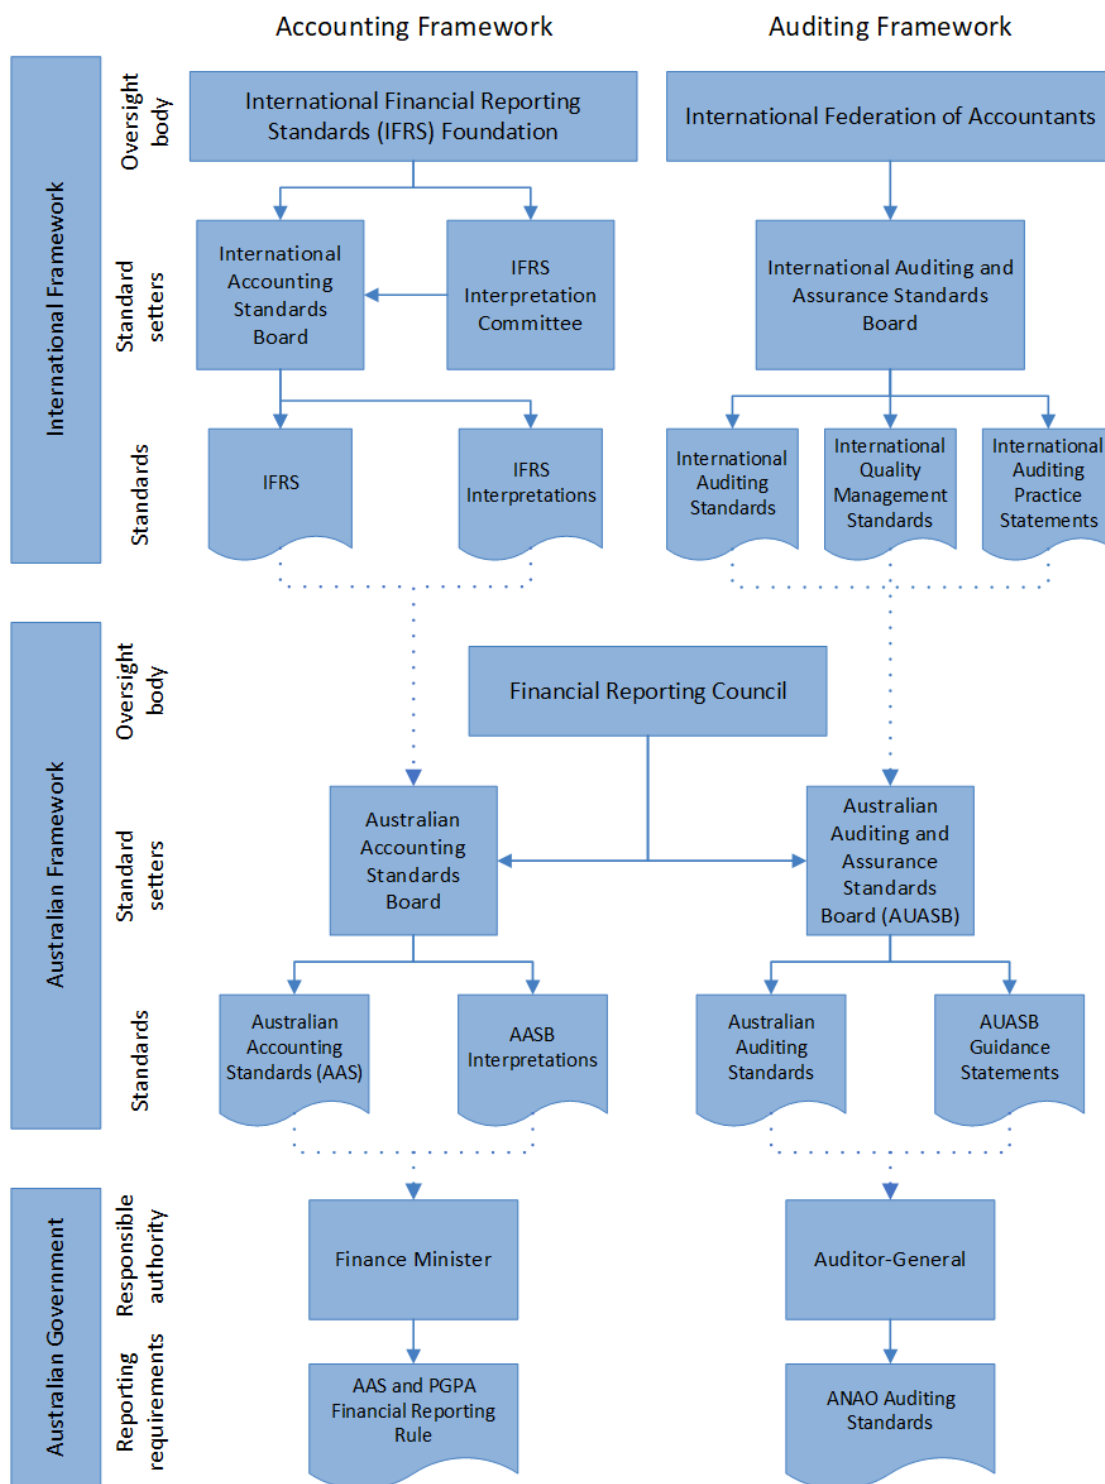 Accounting Framework
Auditing Framework
International Framework
Oversight
body
International Financial Reporting
Standards (IFRS) Foundation
International Federation of Accountants
Standard
setters
International
Accounting
Standards
Board
IFRS
Interpretation
Committee
International Auditing and
Assurance Standards
Board
Standards
IFRS
IFRS
Interpretations
International
Auditing
Standards
International
Quality
Management
Standards
International
Auditing
Practice
Statements
Australian Framework
Oversight
body
Financial Reporting Council
Standard
setters
Australian
Accounting
Standards
Board
Australian
Auditing and
Assurance
Standards
Board (AUASB)
Standards
Australian
Accounting
Standards (AAS)
AASB
Interpretations
Australian
Auditing
Standards
AUASB
Guidance
Statements
Australian Government
Responsible
authority
Finance Minister
Auditor-General
Reporting
requirements
AAS and PGPA
Financial Reporting
Rule
ANAO Auditing
Standards